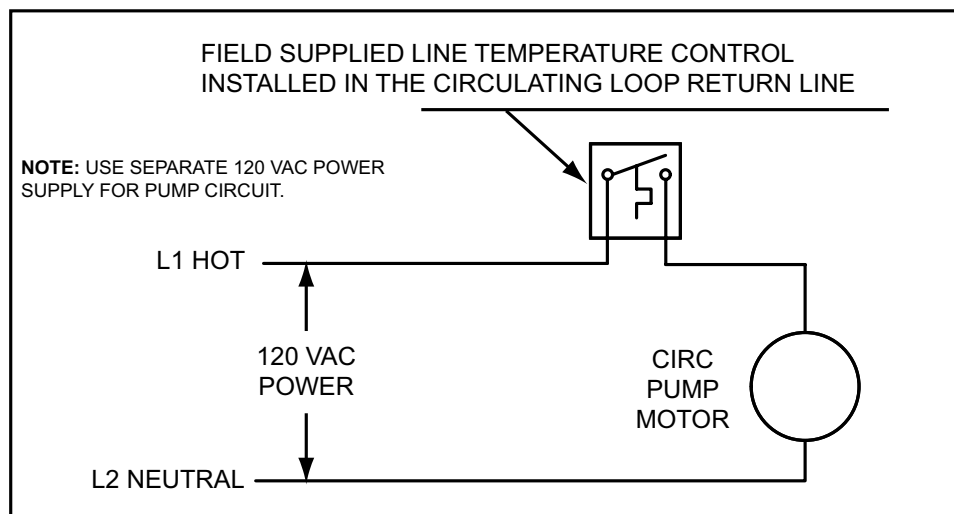 FIELD SUPPLIED LINE TEMPERATURE CONTROL
INSTALLED IN THE CIRCULATING LOOP RETURN LINE
NOTE: USE SEPARATE 120 VAC POWER
SUPPLY FOR PUMP CIRCUIT.
L1 HOT
120 VAC
POWER
CIRC
PUMP
MOTOR
L2 NEUTRAL